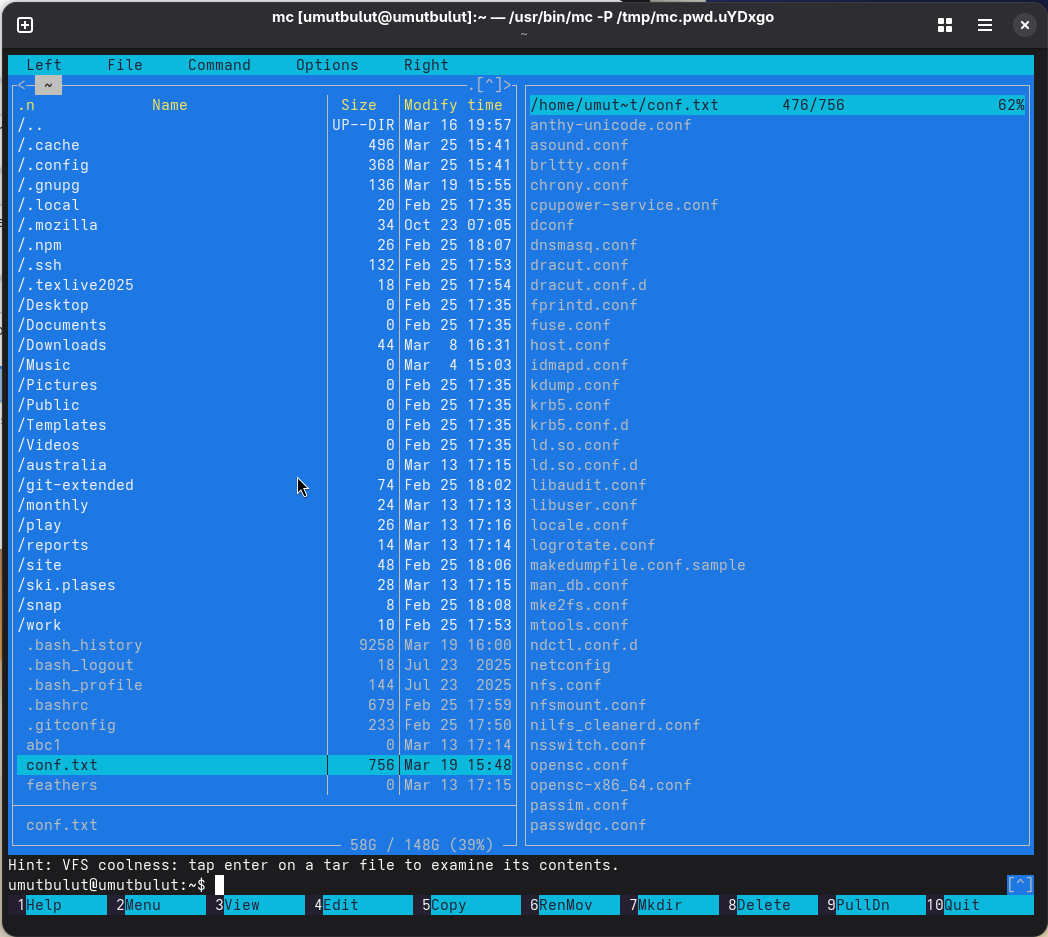 mc [umutbulut@umutbulut]:~ — /usr/bin/mc -P /tmp/mc.pwd.uYDxgo
~
Left File Command Options Right
<─ ~ .[^]>
.n Name Size Modify time
/.. UP--DIR Mar 16 19:57
/.cache 496 Mar 25 15:41
/.config 368 Mar 25 15:41
/.gnupg 136 Mar 19 15:55
/.local 20 Feb 25 17:35
/.mozilla 34 Oct 23 07:05
/.npm 26 Feb 25 18:07
/.ssh 132 Feb 25 17:53
/.texlive2025 18 Feb 25 17:54
/Desktop 0 Feb 25 17:35
/Documents 0 Feb 25 17:35
/Downloads 44 Mar 8 16:31
/Music 0 Mar 4 15:03
/Pictures 0 Feb 25 17:35
/Public 0 Feb 25 17:35
/Templates 0 Feb 25 17:35
/Videos 0 Feb 25 17:35
/australia 0 Mar 13 17:15
/git-extended 74 Feb 25 18:02
/monthly 24 Mar 13 17:13
/play 26 Mar 13 17:16
/reports 14 Mar 13 17:14
/site 48 Feb 25 18:06
/ski.plases 28 Mar 13 17:15
/snap 8 Feb 25 18:08
/work 10 Feb 25 17:53
.bash_history 9258 Mar 19 16:00
.bash_logout 18 Jul 23 2025
.bash_profile 144 Jul 23 2025
.bashrc 679 Feb 25 17:59
.gitconfig 233 Feb 25 17:50
abc1 0 Mar 13 17:14
conf.txt 756 Mar 19 15:48
feathers 0 Mar 13 17:15
conf.txt
58G / 148G (39%)
/home/umut~t/conf.txt 476/756 62%
anthy-unicode.conf
asound.conf
brltty.conf
chrony.conf
cpupower-service.conf
dconf
dnsmasq.conf
dracut.conf
dracut.conf.d
fprintd.conf
fuse.conf
host.conf
idmapd.conf
kdump.conf
krb5.conf
krb5.conf.d
ld.so.conf
ld.so.conf.d
libaudit.conf
libuser.conf
locale.conf
logrotate.conf
makedumpfile.conf.sample
man_db.conf
mke2fs.conf
mtools.conf
ndctl.conf.d
netconfig
nfs.conf
nfsmount.conf
nilfs_cleanerd.conf
nsswitch.conf
opensc.conf
opensc-x86_64.conf
passim.conf
passwdqc.conf
Hint: VFS coolness: tap enter on a tar file to examine its contents.
umutbulut@umutbulut:~$ [^]
1Help 2Menu 3View 4Edit 5Copy 6RenMov 7Mkdir 8Delete 9PullDn 10Quit